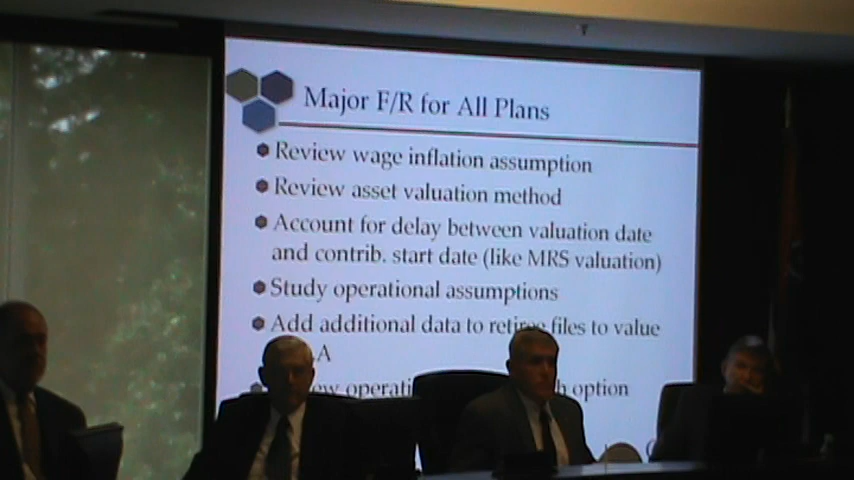 Major F/R for All Plans
Review wage inflation assumption
Review asset valuation method
Account for delay between valuation date
and contrib. start date (like MRS valuation)
Study operational assumptions
Add additional data to retiree files to value
option